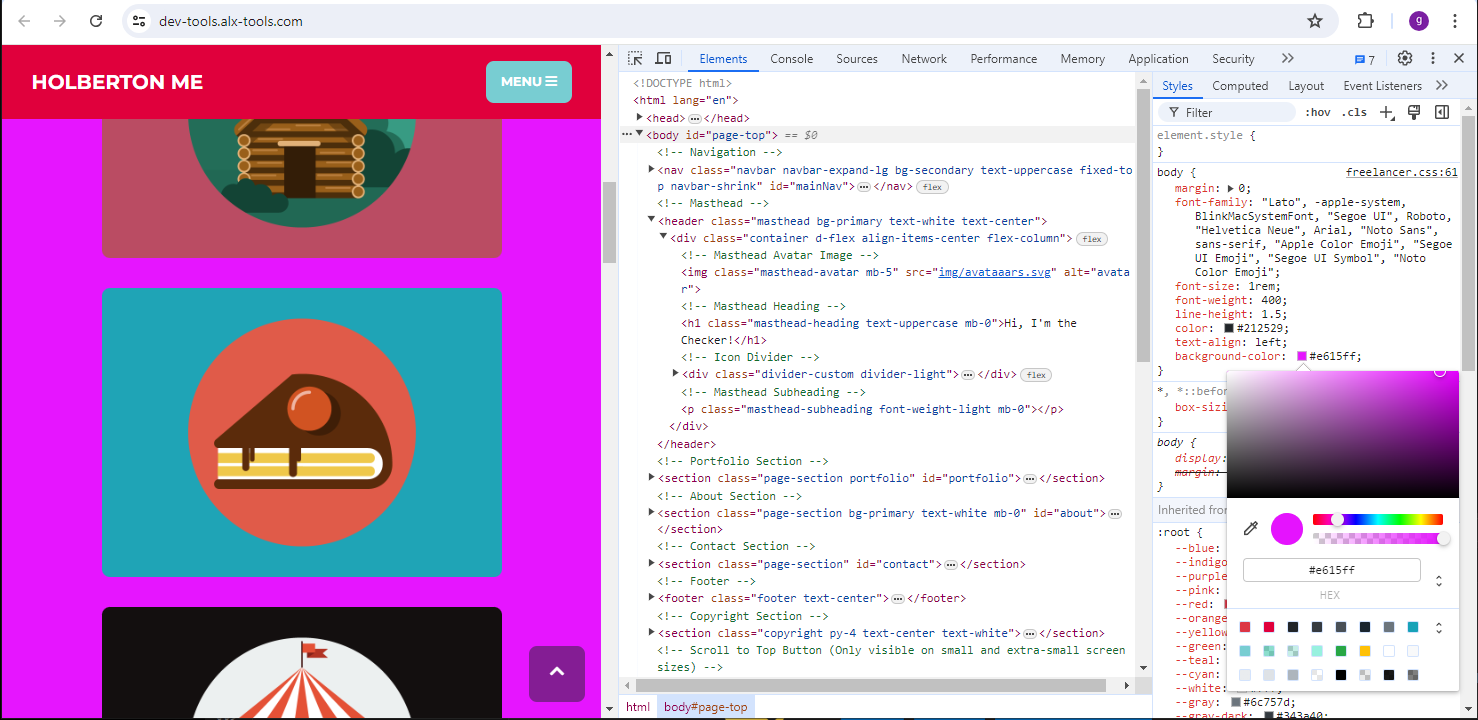 dev-tools.alx-tools.com
g
HOLBERTON ME
MENU
Elements
Console
Sources
Network
Performance
Memory
Application
Security
7
<!DOCTYPE html>
<html lang="en">
<head> </head>
<body id="page-top"> == $0
<!-- Navigation -->
<nav class="navbar navbar-expand-lg bg-secondary text-uppercase fixed-to
p navbar-shrink" id="mainNav"> </nav> flex
<!-- Masthead -->
<header class="masthead bg-primary text-white text-center">
<div class="container d-flex align-items-center flex-column"> flex
<!-- Masthead Avatar Image -->
<img class="masthead-avatar mb-5" src="img/avataaars.svg" alt="avata
r">
<!-- Masthead Heading -->
<h1 class="masthead-heading text-uppercase mb-0">Hi, I'm the
Checker!</h1>
<!-- Icon Divider -->
<div class="divider-custom divider-light"> </div> flex
<!-- Masthead Subheading -->
<p class="masthead-subheading font-weight-light mb-0"></p>
</div>
</header>
<!-- Portfolio Section -->
<section class="page-section portfolio" id="portfolio"> </section>
<!-- About Section -->
<section class="page-section bg-primary text-white mb-0" id="about">
</section>
<!-- Contact Section -->
<section class="page-section" id="contact"> </section>
<!-- Footer -->
<footer class="footer text-center"> </footer>
<!-- Copyright Section -->
<section class="copyright py-4 text-center text-white"> </section>
<!-- Scroll to Top Button (Only visible on small and extra-small screen
sizes) -->
html body#page-top
Styles
Computed
Layout
Event Listeners
Filter
:hov .cls
element.style {
}
body { freelancer.css:61
margin: 0;
font-family: "Lato", -apple-system,
BlinkMacSystemFont, "Segoe UI", Roboto,
"Helvetica Neue", Arial, "Noto Sans",
sans-serif, "Apple Color Emoji", "Segoe
UI Emoji", "Segoe UI Symbol", "Noto
Color Emoji";
font-size: 1rem;
font-weight: 400;
line-height: 1.5;
color: #212529;
text-align: left;
background-color: #e615ff;
}
*, *::befor
box-sizi
}
body {
display:
margin:
}
Inherited from
:root {
--blue:
--indigo
--purple
--pink:
--red:
--orange
--yellow
--green:
--teal:
--cyan:
--white:
--gray: #6c757d;
--gray-dark: #343a40;
#e615ff
HEX